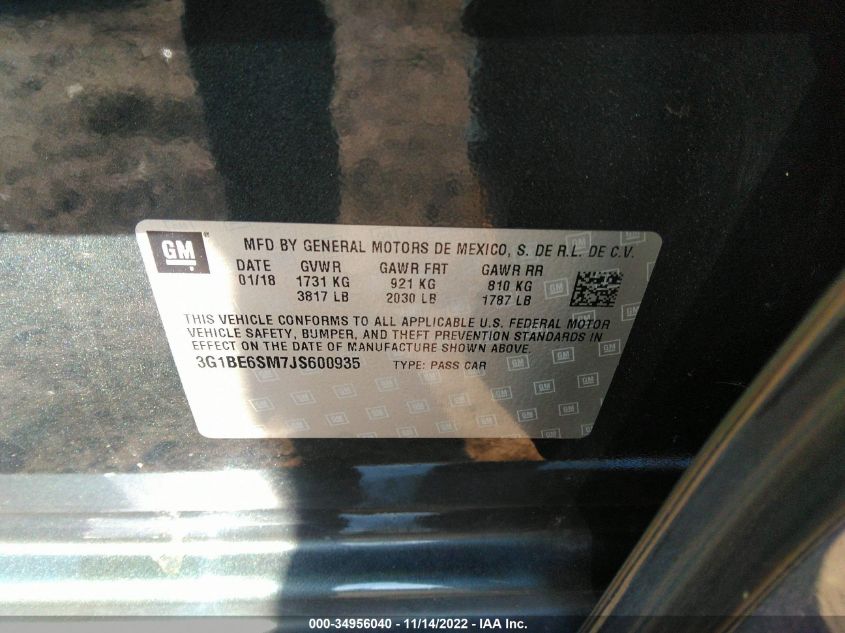 GM
MFD BY GENERAL MOTORS DE MEXICO, S. DE R.L. DE C.V.
DATE GVWR GAWR FRT GAWR RR
01/18 1731 KG 921 KG 810 KG
3817 LB 2030 LB 1787 LB
THIS VEHICLE CONFORMS TO ALL APPLICABLE U.S. FEDERAL MOTOR
VEHICLE SAFETY, BUMPER, AND THEFT PREVENTION STANDARDS IN
EFFECT ON THE DATE OF MANUFACTURE SHOWN ABOVE.
3G1BE6SM7JS600935 TYPE: PASS CAR
000-34956040 - 11/14/2022 - IAA Inc.